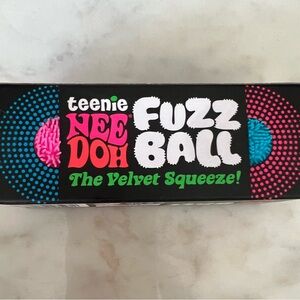 teenie
NEE
DOH
FUZZ
BALL
The Velvet Squeeze!